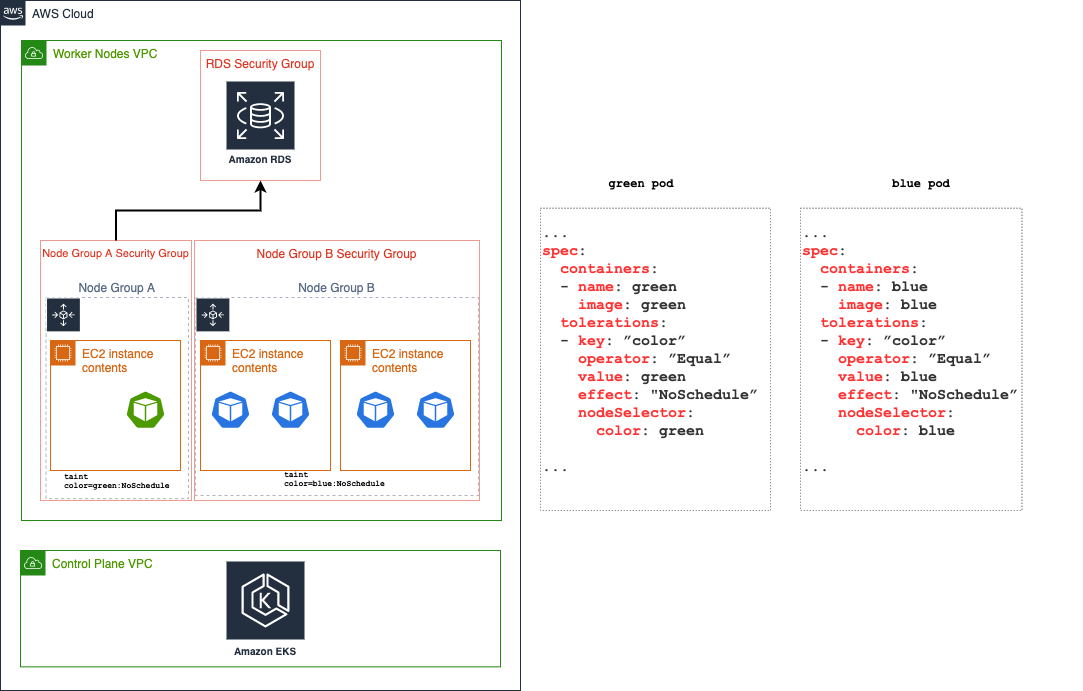 aws
AWS Cloud
Worker Nodes VPC
RDS Security Group
Amazon RDS
Node Group A Security Group
Node Group B Security Group
Node Group A
Node Group B
EC2 instance
contents
EC2 instance
contents
EC2 instance
contents
taint
color=green:NoSchedule
taint
color=blue:NoSchedule
Control Plane VPC
K
Amazon EKS
green pod
...
spec:
  containers:
  - name: green
    image: green
  tolerations:
  - key: ”color”
    operator: ”Equal”
    value: green
    effect: "NoSchedule”
    nodeSelector:
      color: green
...
blue pod
...
spec:
  containers:
  - name: blue
    image: blue
  tolerations:
  - key: ”color”
    operator: ”Equal”
    value: blue
    effect: "NoSchedule”
    nodeSelector:
      color: blue
...